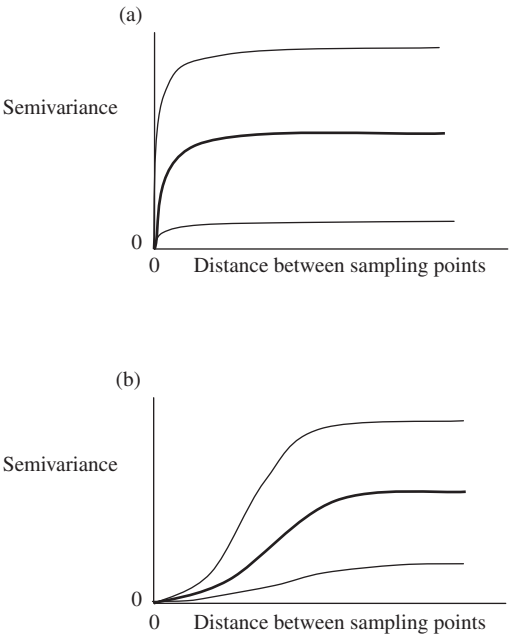 (a)
Semivariance
0
0 Distance between sampling points
(b)
Semivariance
0
0 Distance between sampling points